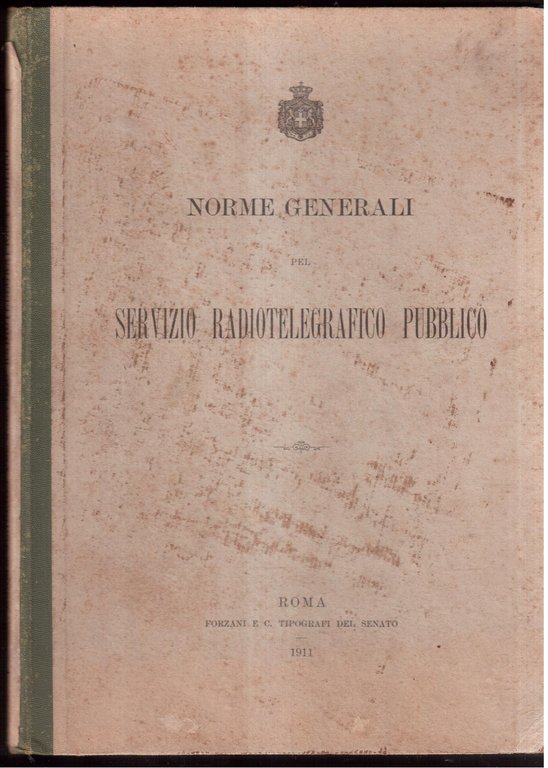 NORME GENERALI
PEL
SERVIZIO RADIOTELEGRAFICO PUBBLICO
ROMA
FORZANI E C. TIPOGRAFI DEL SENATO
1911